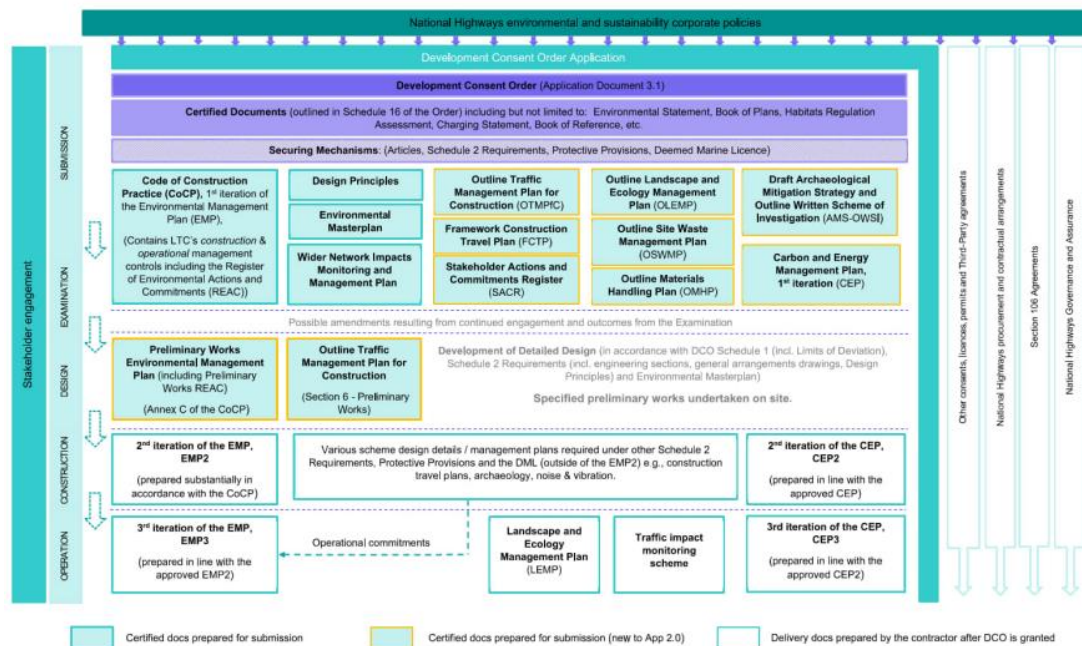 National Highways environmental and sustainability corporate policies
Development Consent Order Application
Development Consent Order (Application Document 3.1)
Certified Documents (outlined in Schedule 16 of the Order) including but not limited to: Environmental Statement, Book of Plans, Habitats Regulation
Assessment, Charging Statement, Book of Reference, etc.
Securing Mechanisms: (Articles, Schedule 2 Requirements, Protective Provisions, Deemed Marine Licence)
Stakeholder engagement
SUBMISSION
EXAMINATION
DESIGN
CONSTRUCTION
OPERATION
Code of Construction
Practice (CoCP), 1st iteration of
the Environmental Management
Plan (EMP),
(Contains LTC's construction &
operational management
controls including the Register
of Environmental Actions and
Commitments (REAC))
Design Principles
Environmental
Masterplan
Wider Network Impacts
Monitoring and
Management Plan
Outline Traffic
Management Plan for
Construction (OTMPfC)
Framework Construction
Travel Plan (FCTP)
Stakeholder Actions and
Commitments Register
(SACR)
Outline Landscape and
Ecology Management
Plan (OLEMP)
Outline Site Waste
Management Plan
(OSWMP)
Outline Materials
Handling Plan (OMHP)
Draft Archaeological
Mitigation Strategy and
Outline Written Scheme of
Investigation (AMS-OWSI)
Carbon and Energy
Management Plan,
1st iteration (CEP)
Possible amendments resulting from continued engagement and outcomes from the Examination
Preliminary Works
Environmental Management
Plan (including Preliminary
Works REAC)
(Annex C of the CoCP)
Outline Traffic
Management Plan for
Construction
(Section 6 - Preliminary
Works)
Development of Detailed Design (in accordance with DCO Schedule 1 (incl. Limits of Deviation),
Schedule 2 Requirements (incl. engineering sections, general arrangements drawings, Design
Principles) and Environmental Masterplan)
Specified preliminary works undertaken on site.
2nd iteration of the EMP,
EMP2
(prepared substantially in
accordance with the CoCP)
Various scheme design details / management plans required under other Schedule 2
Requirements, Protective Provisions and the DML (outside of the EMP2) e.g., construction
travel plans, archaeology, noise & vibration.
2nd iteration of the CEP,
CEP2
(prepared in line with the
approved CEP)
3rd iteration of the EMP,
EMP3
(prepared in line with the
approved EMP2)
Operational commitments
Landscape and
Ecology
Management Plan
(LEMP)
Traffic impact
monitoring
scheme
3rd iteration of the CEP,
CEP3
(prepared in line with the
approved CEP2)
Other consents, licences, permits and Third-Party agreements
National Highways procurement and contractual arrangements
Section 106 Agreements
National Highways Governance and Assurance
Certified docs prepared for submission
Certified docs prepared for submission (new to App 2.0)
Delivery docs prepared by the contractor after DCO is granted